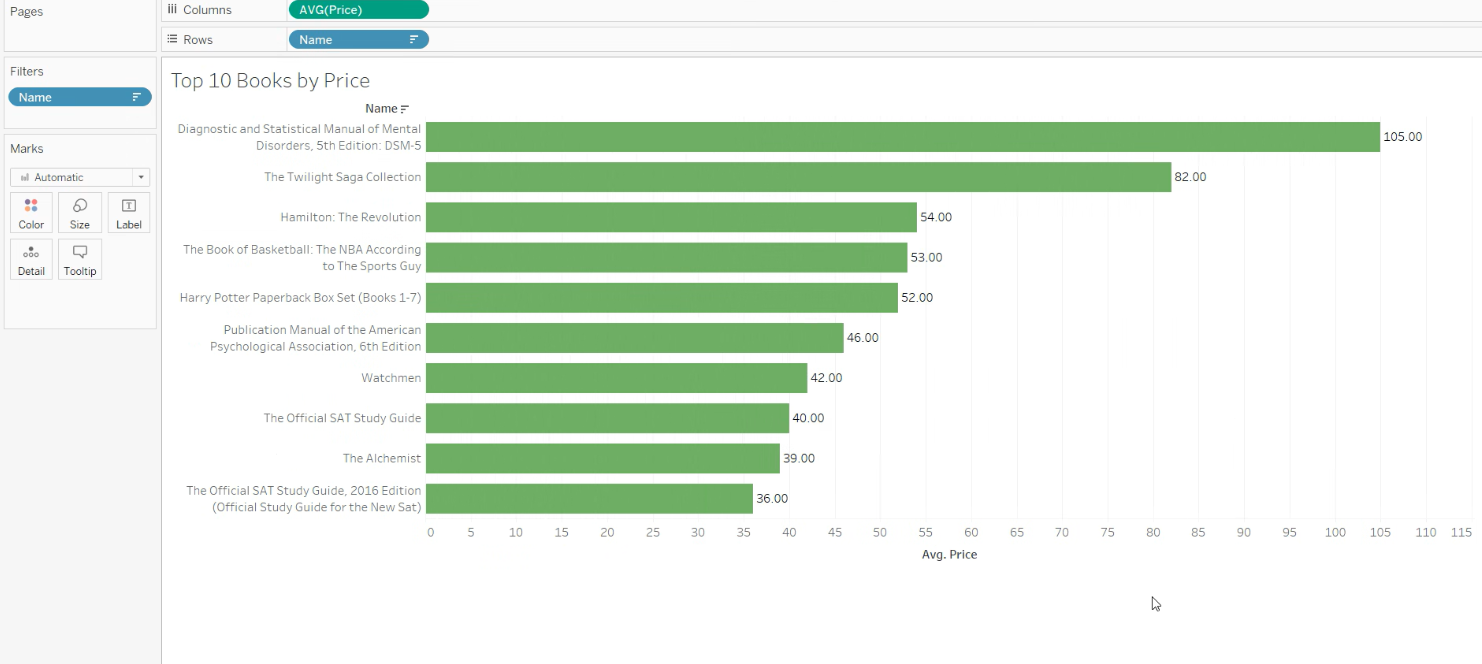 Pages
Columns
AVG(Price)
Rows
Name
Filters
Name
Marks
Automatic
Color
Size
Label
Detail
Tooltip
Top 10 Books by Price
Name
Diagnostic and Statistical Manual of Mental
Disorders, 5th Edition: DSM-5
105.00
The Twilight Saga Collection
82.00
Hamilton: The Revolution
54.00
The Book of Basketball: The NBA According
to The Sports Guy
53.00
Harry Potter Paperback Box Set (Books 1-7)
52.00
Publication Manual of the American
Psychological Association, 6th Edition
46.00
Watchmen
42.00
The Official SAT Study Guide
40.00
The Alchemist
39.00
The Official SAT Study Guide, 2016 Edition
(Official Study Guide for the New Sat)
36.00
0 5 10 15 20 25 30 35 40 45 50 55 60 65 70 75 80 85 90 95 100 105 110 115
Avg. Price